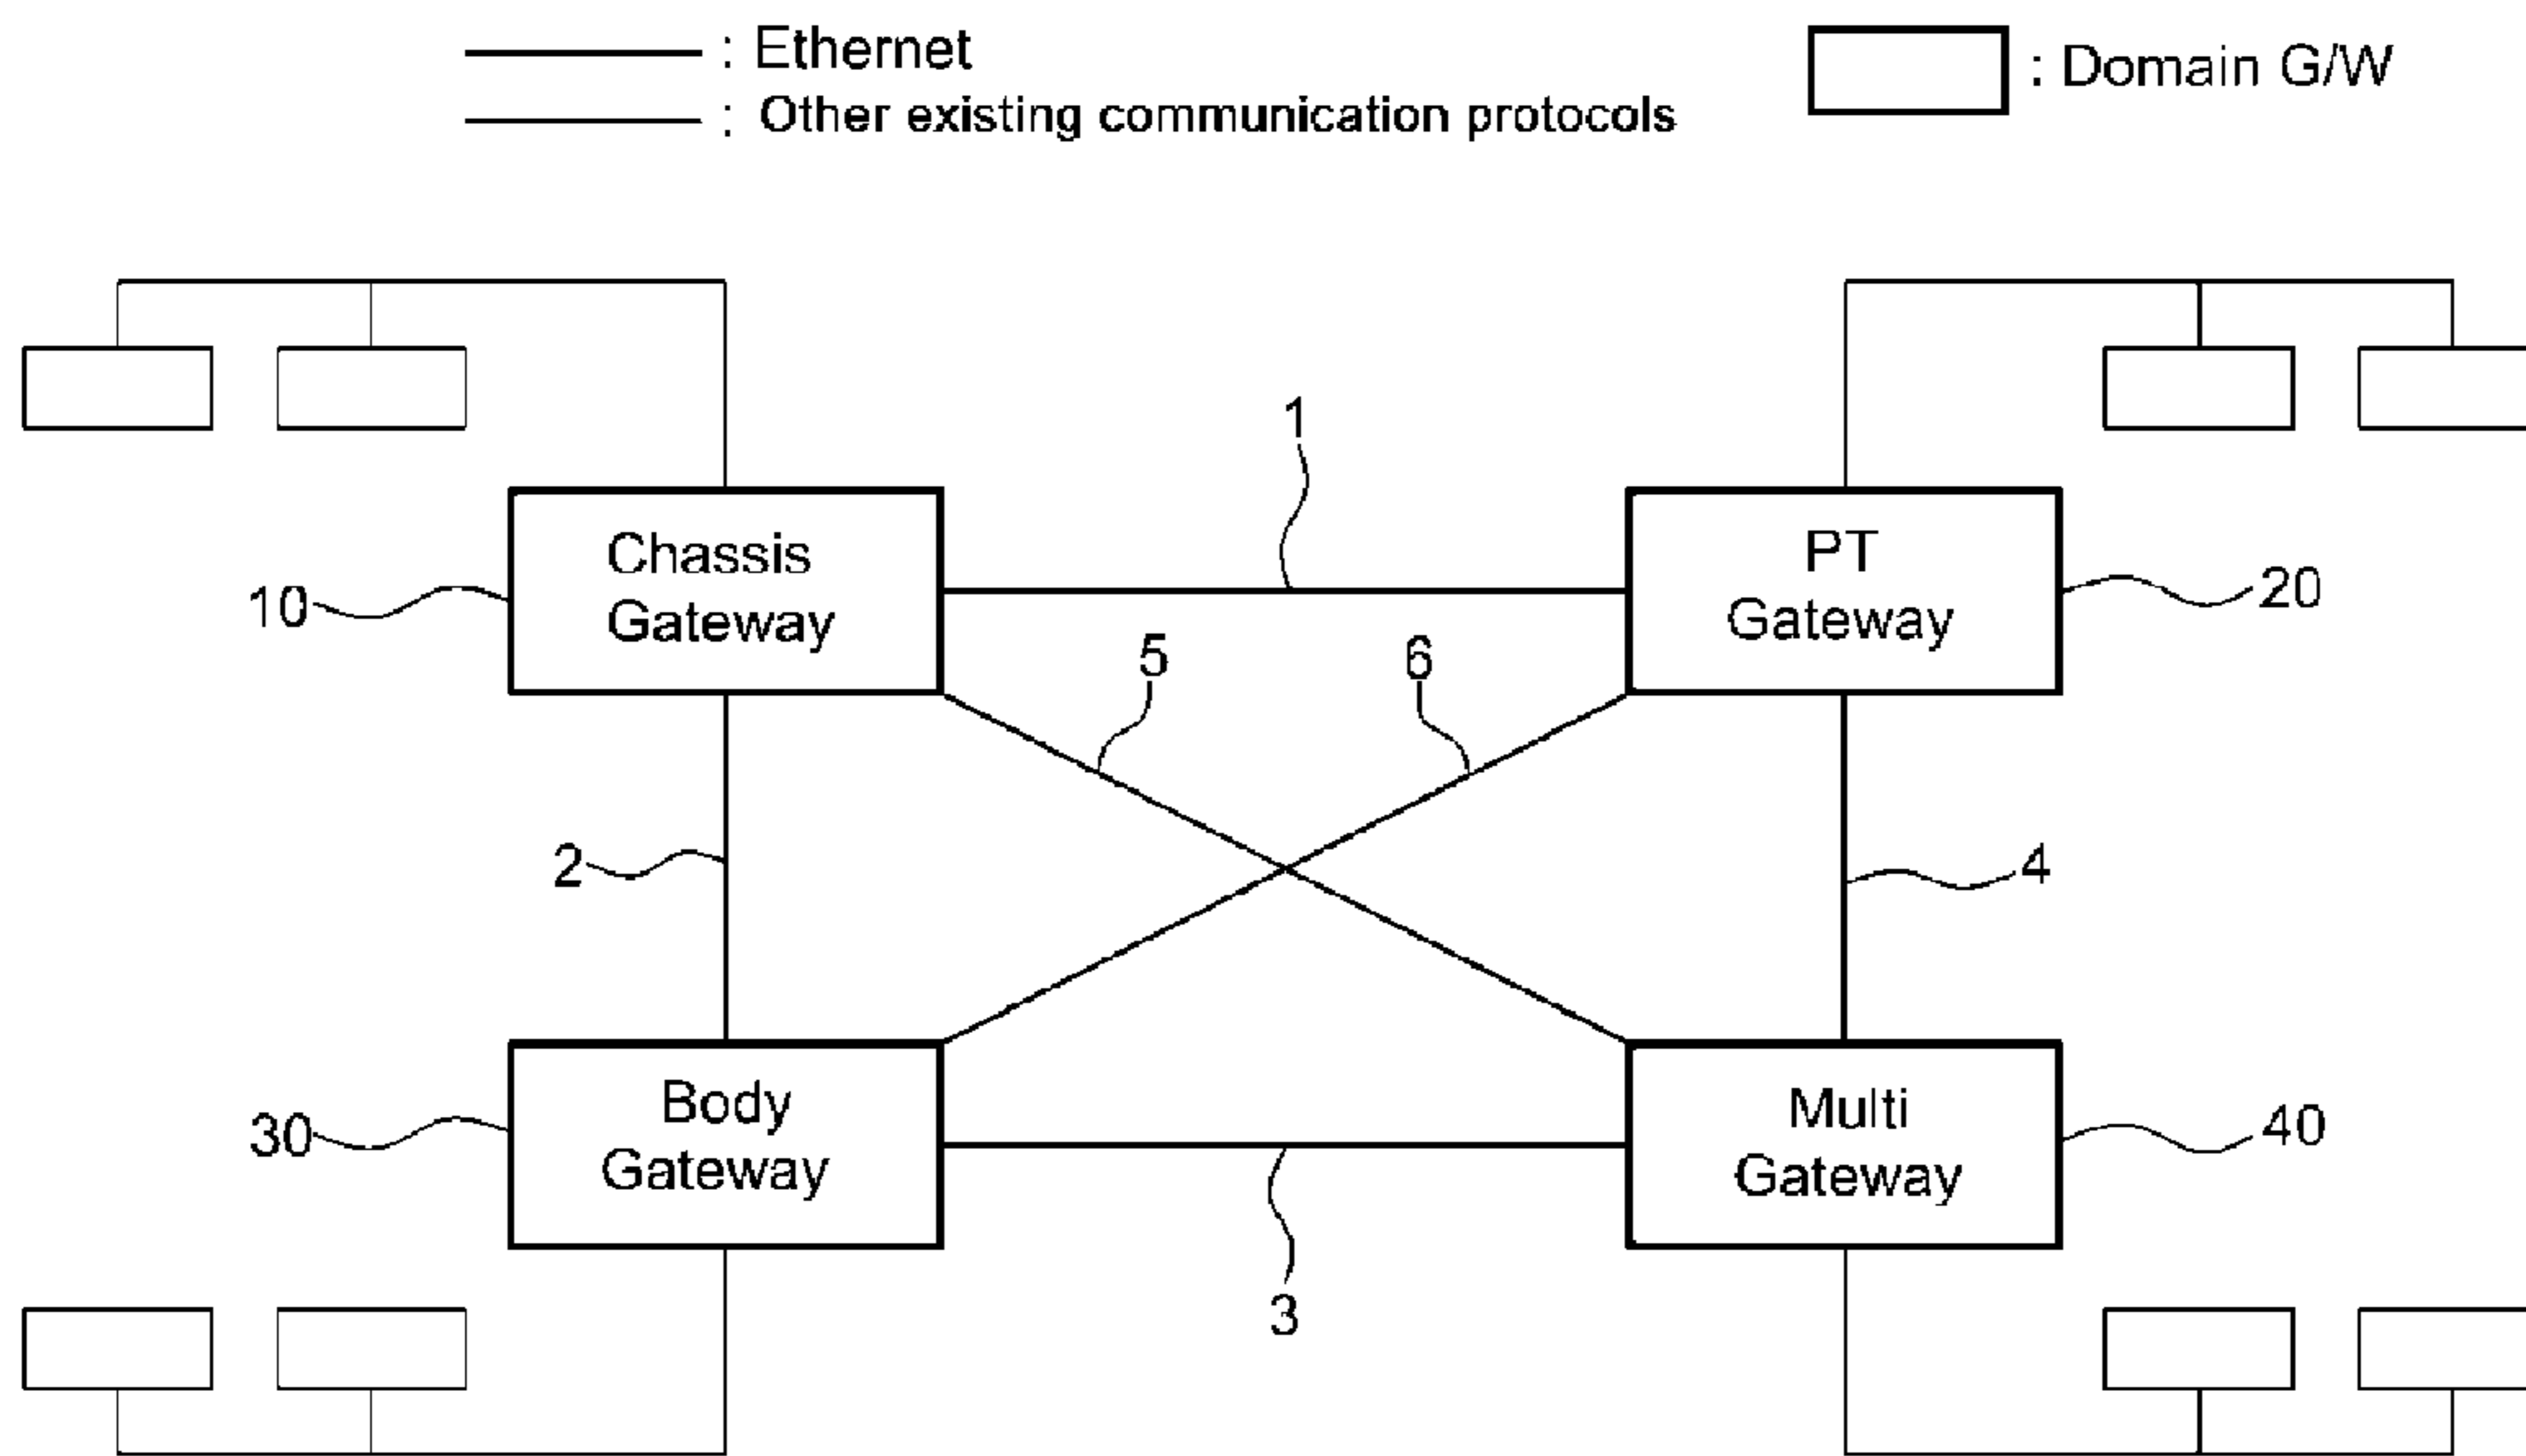 : Ethernet
: Other existing communication protocols
: Domain G/W
1
Chassis
Gateway
PT
Gateway
10
20
5
6
2
4
Body
Gateway
Multi
Gateway
30
40
3